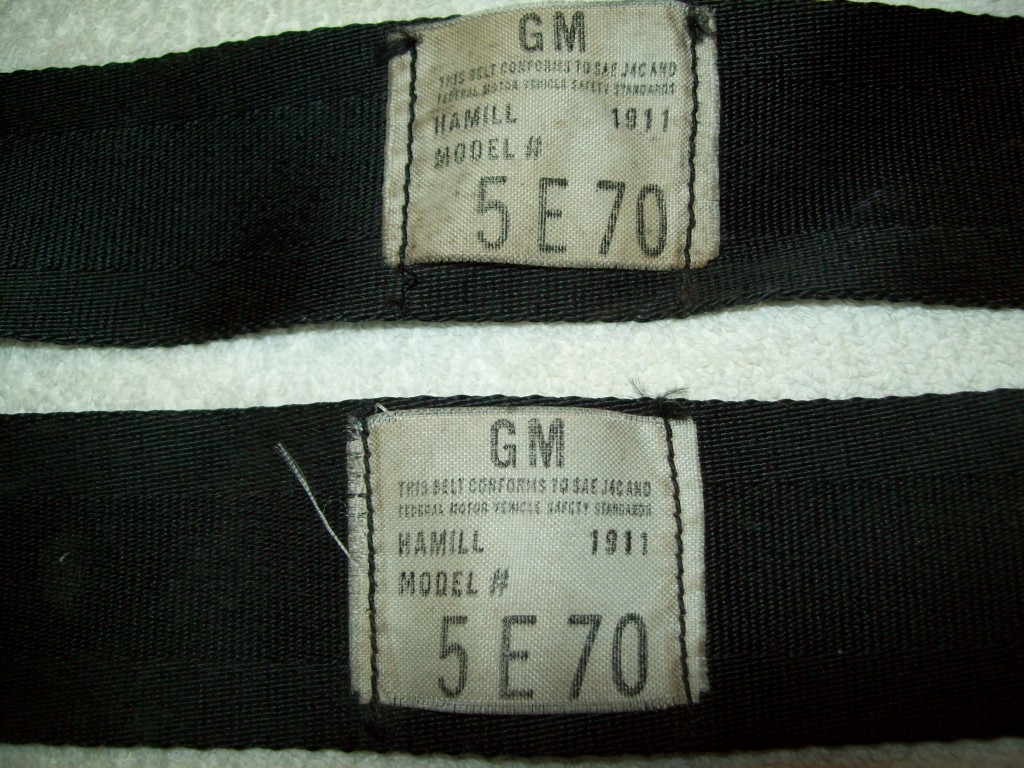 GM
THIS BELT CONFORMS TO SAE J4C AND
FEDERAL MOTOR VEHICLE SAFETY STANDARDS
HAMILL 1911
MODEL #
5 E 70
GM
THIS BELT CONFORMS TO SAE J4C AND
FEDERAL MOTOR VEHICLE SAFETY STANDARDS
HAMILL 1911
MODEL #
5 E 70